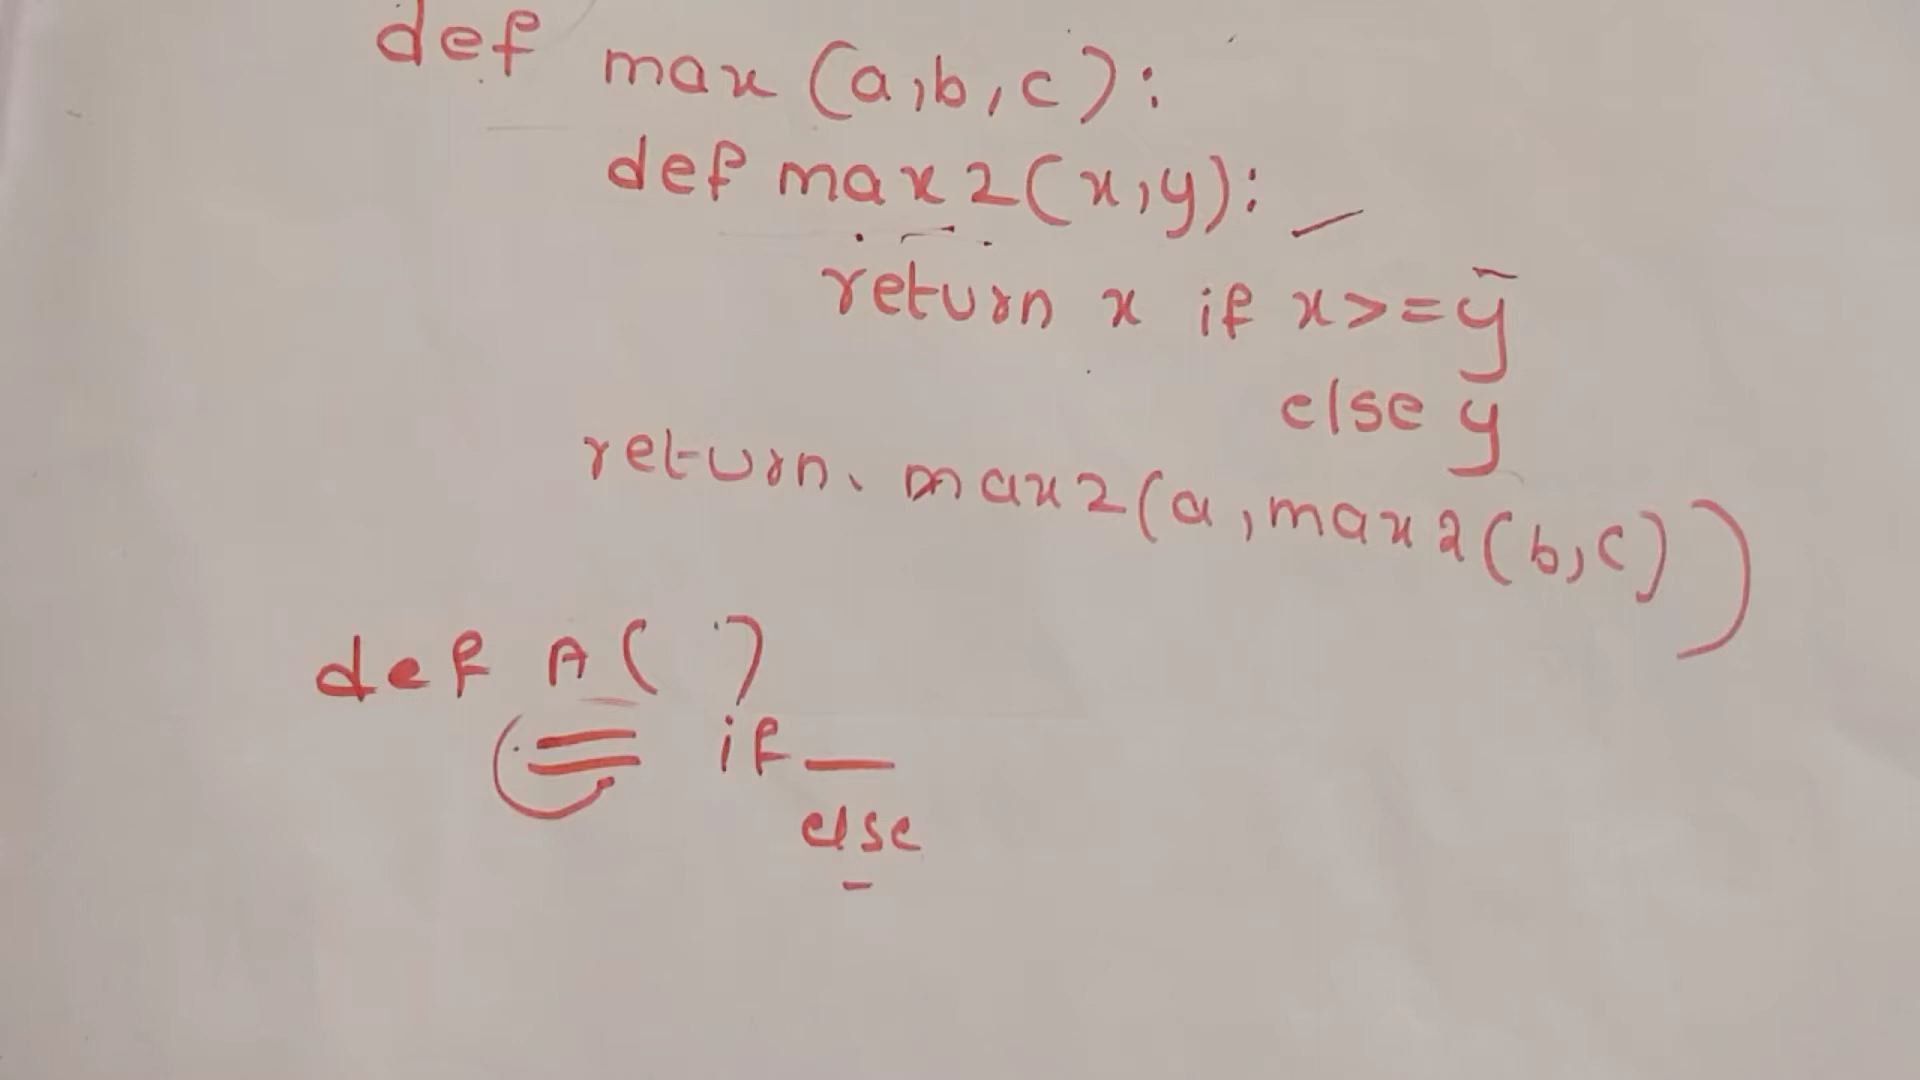 def max (a,b,c):
def max2(x,y):
return x if x>=y
else y
return max2(a,max2(b,c))
def A( )
if
else